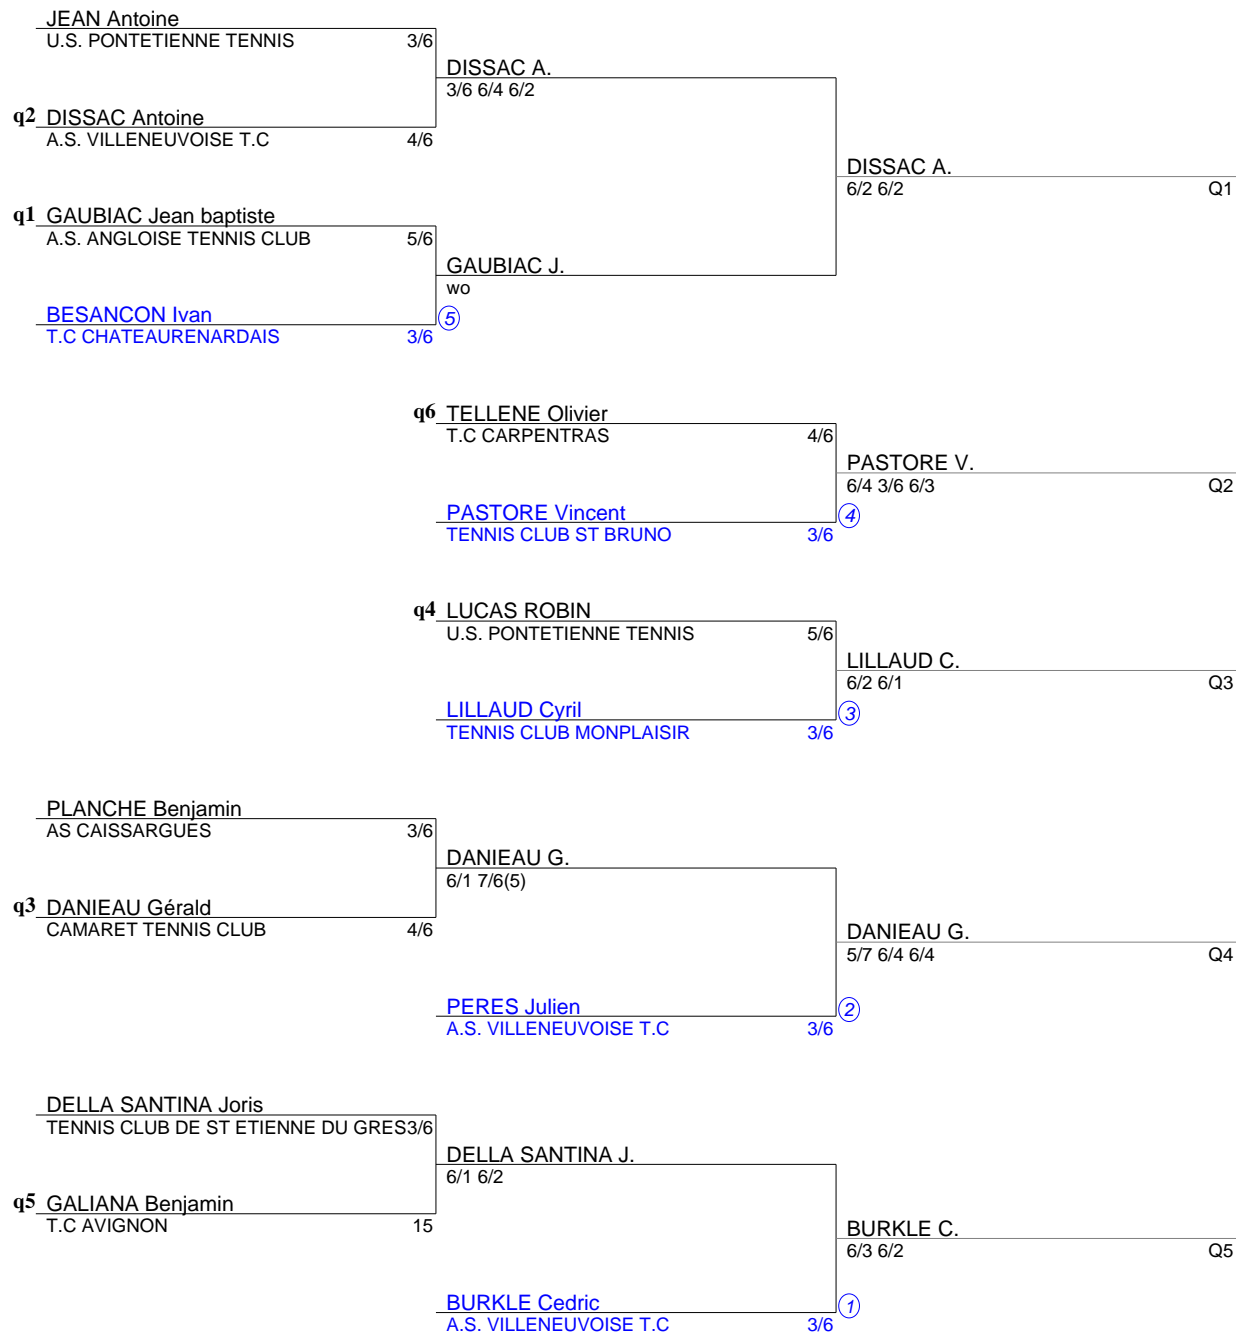 JEAN Antoine
U.S. PONTETIENNE TENNIS 3/6
DISSAC A.
3/6 6/4 6/2
q2 DISSAC Antoine
A.S. VILLENEUVOISE T.C 4/6
DISSAC A.
6/2 6/2 Q1
q1 GAUBIAC Jean baptiste
A.S. ANGLOISE TENNIS CLUB 5/6
GAUBIAC J.
wo
BESANCON Ivan 5
T.C CHATEAURENARDAIS 3/6
q6 TELLENE Olivier
T.C CARPENTRAS 4/6
PASTORE V.
6/4 3/6 6/3 Q2
PASTORE Vincent 4
TENNIS CLUB ST BRUNO 3/6
q4 LUCAS ROBIN
U.S. PONTETIENNE TENNIS 5/6
LILLAUD C.
6/2 6/1 Q3
LILLAUD Cyril 3
TENNIS CLUB MONPLAISIR 3/6
PLANCHE Benjamin
AS CAISSARGUES 3/6
DANIEAU G.
6/1 7/6(5)
q3 DANIEAU Gérald
CAMARET TENNIS CLUB 4/6
DANIEAU G.
5/7 6/4 6/4 Q4
PERES Julien 2
A.S. VILLENEUVOISE T.C 3/6
DELLA SANTINA Joris
TENNIS CLUB DE ST ETIENNE DU GRES3/6
DELLA SANTINA J.
6/1 6/2
q5 GALIANA Benjamin
T.C AVIGNON 15
BURKLE C.
6/3 6/2 Q5
BURKLE Cedric 1
A.S. VILLENEUVOISE T.C 3/6